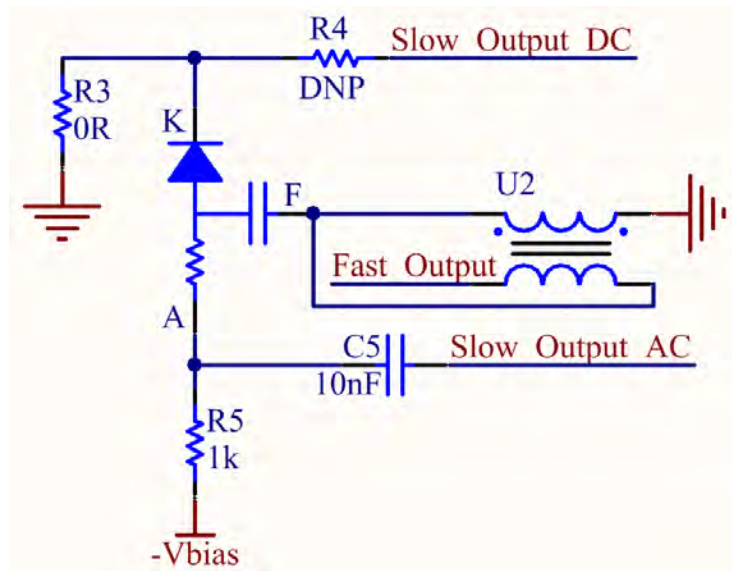 R4
Slow Output DC
DNP
R3
0R
K
F
U2
Fast Output
A
C5
10nF
Slow Output AC
R5
1k
-Vbias